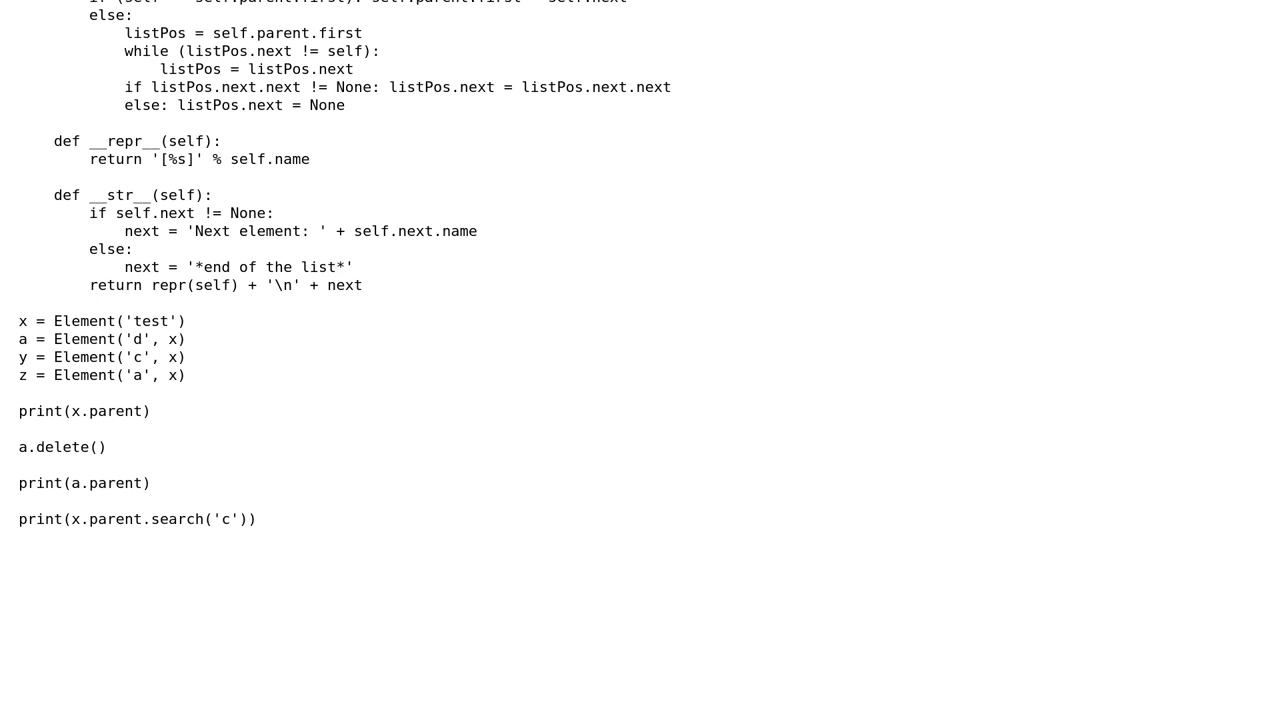 else:
listPos = self.parent.first
while (listPos.next != self):
listPos = listPos.next
if listPos.next.next != None: listPos.next = listPos.next.next
else: listPos.next = None
def __repr__(self):
return '[%s]' % self.name
def __str__(self):
if self.next != None:
next = 'Next element: ' + self.next.name
else:
next = '*end of the list*'
return repr(self) + '\n' + next
x = Element('test')
a = Element('d', x)
y = Element('c', x)
z = Element('a', x)
print(x.parent)
a.delete()
print(a.parent)
print(x.parent.search('c'))